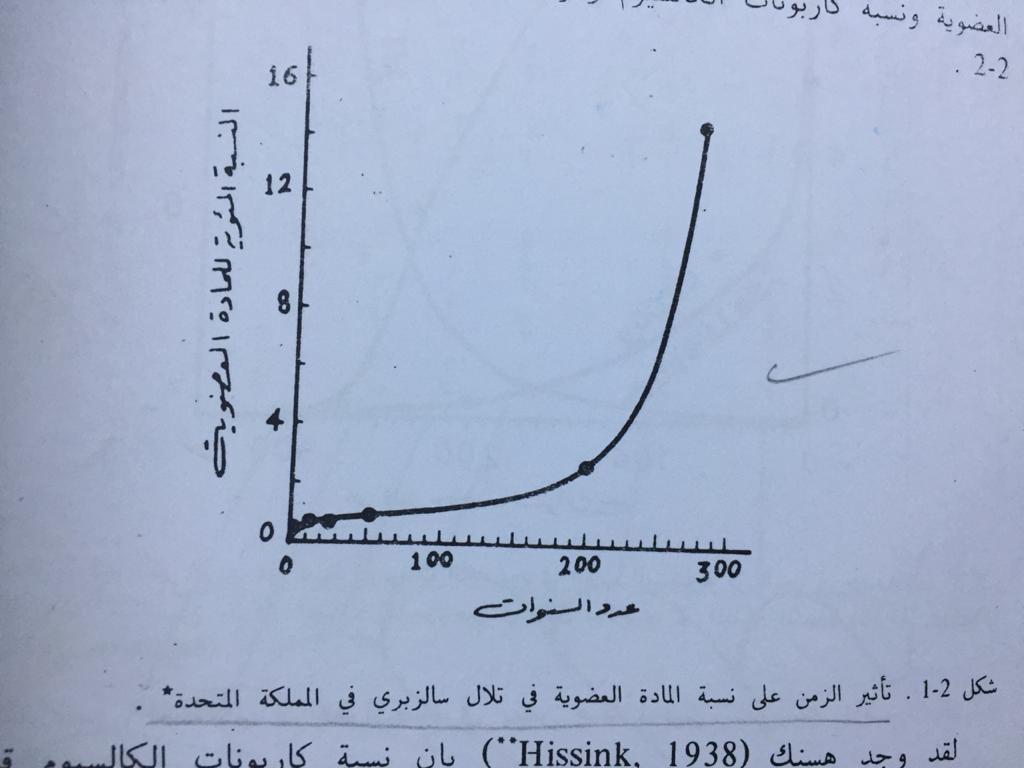 العضوية ونسبة كاربونات الكالسيوم
2-2 .
16
12
8
4
0
النسبة المئوية للمادة العضوية
0 100 200 300
عدد السنوات
شكل 2-1 . تأثير الزمن على نسبة المادة العضوية في تلال سالزبري في المملكة المتحدة* .
لقد وجد هسنك (Hissink, 1938**) بان نسبة كاربونات الكالسيوم